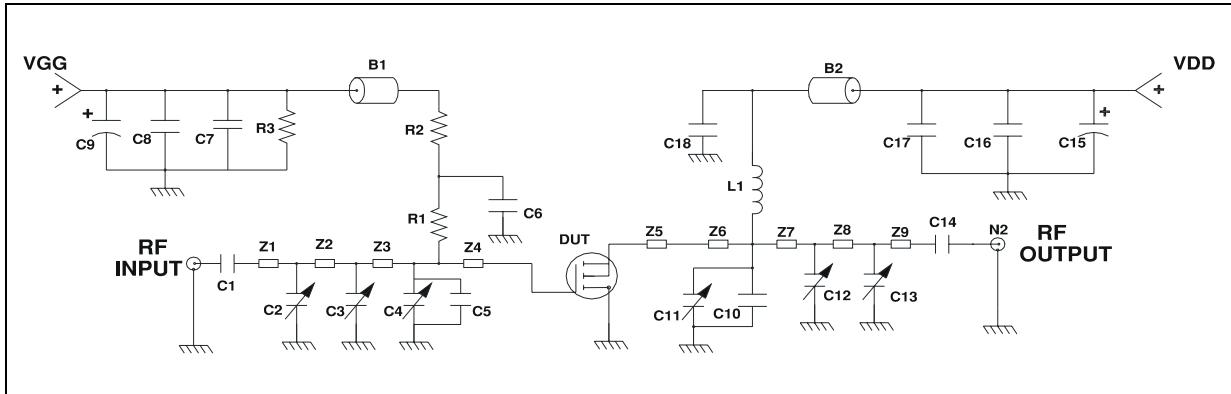 VGG
+
B1
B2
VDD
+
+
C9
C8
C7
R3
R2
C18
C17
C16
+
C15
R1
C6
L1
RF
INPUT
C1
Z1
Z2
Z3
Z4
C2
C3
C4
C5
DUT
Z5
Z6
Z7
Z8
Z9
C14
N2
RF
OUTPUT
C11
C10
C12
C13